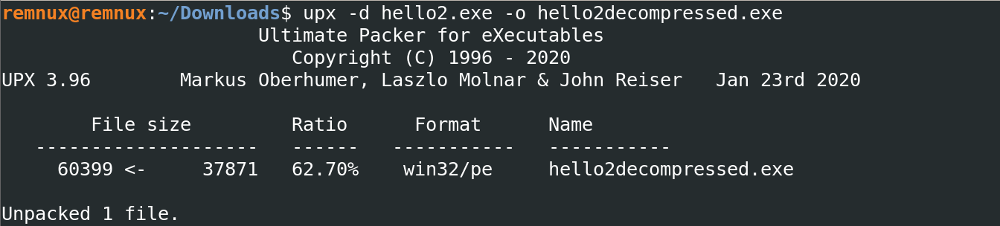 remnux@remnux:~/Downloads$ upx -d hello2.exe -o hello2decompressed.exe
                       Ultimate Packer for eXecutables
                          Copyright (C) 1996 - 2020
UPX 3.96        Markus Oberhumer, Laszlo Molnar & John Reiser   Jan 23rd 2020

        File size         Ratio      Format      Name
   --------------------   ------   -----------   -----------
     60399 <-     37871   62.70%    win32/pe     hello2decompressed.exe

Unpacked 1 file.